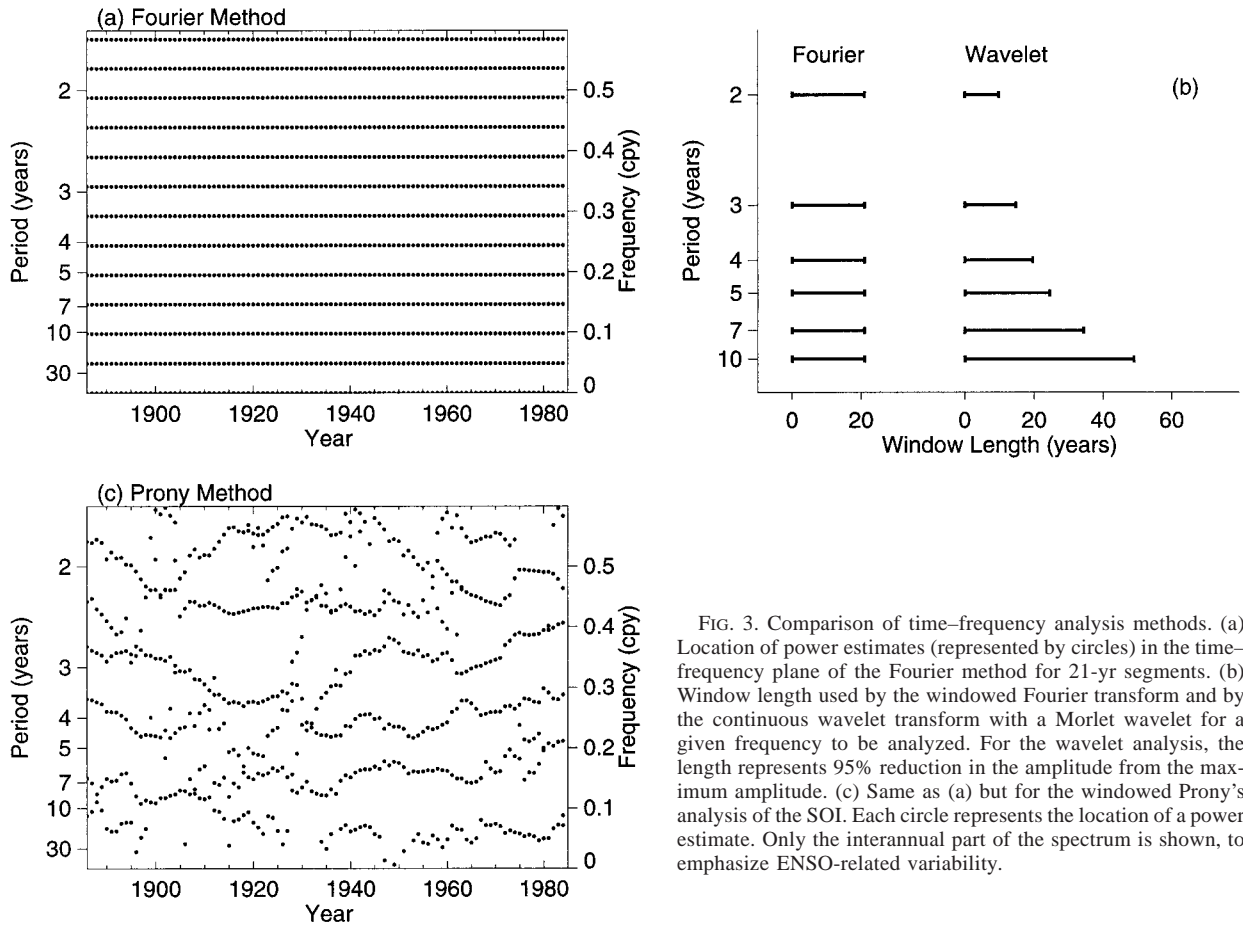 (a) Fourier Method
2
3
4
5
7
10
30
Period (years)
0.5
0.4
0.3
0.2
0.1
0
Frequency (cpy)
1900 1920 1940 1960 1980
Year
Fourier Wavelet
(b)
2
3
4
5
7
10
Period (years)
0 20 0 20 40 60
Window Length (years)
(c) Prony Method
2
3
4
5
7
10
30
Period (years)
0.5
0.4
0.3
0.2
0.1
0
Frequency (cpy)
1900 1920 1940 1960 1980
Year
FIG. 3. Comparison of time–frequency analysis methods. (a)
Location of power estimates (represented by circles) in the time–
frequency plane of the Fourier method for 21-yr segments. (b)
Window length used by the windowed Fourier transform and by
the continuous wavelet transform with a Morlet wavelet for a
given frequency to be analyzed. For the wavelet analysis, the
length represents 95% reduction in the amplitude from the max-
imum amplitude. (c) Same as (a) but for the windowed Prony's
analysis of the SOI. Each circle represents the location of a power
estimate. Only the interannual part of the spectrum is shown, to
emphasize ENSO-related variability.